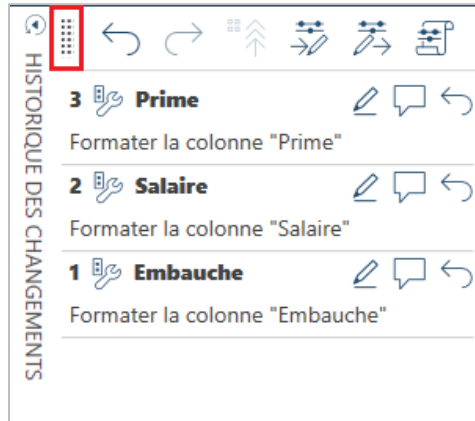 HISTORIQUE DES CHANGEMENTS
3 Prime
Formater la colonne "Prime"
2 Salaire
Formater la colonne "Salaire"
1 Embauche
Formater la colonne "Embauche"